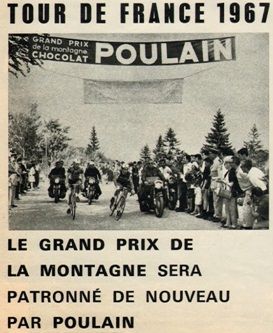 TOUR DE FRANCE 1967
GRAND PRIX
de la montagne
CHOCOLAT
POULAIN
LE GRAND PRIX DE
LA MONTAGNE SERA
PATRONNÉ DE NOUVEAU
PAR POULAIN